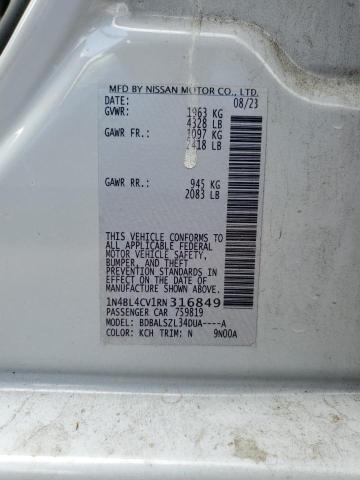 MFD BY NISSAN MOTOR CO., LTD.
DATE: 08/23
GVWR: 1963 KG
4328 LB
GAWR FR.: 1097 KG
2418 LB
GAWR RR.: 945 KG
2083 LB
THIS VEHICLE CONFORMS TO
ALL APPLICABLE FEDERAL
MOTOR VEHICLE SAFETY,
BUMPER, AND THEFT
PREVENTION STANDARDS IN
EFFECT ON THE DATE OF
MANUFACTURE SHOWN ABOVE.
1N4BL4CV1RN316849
PASSENGER CAR 759819
MODEL: BDBALSZL34DUA----A
COLOR: KCH TRIM: N 9N00A